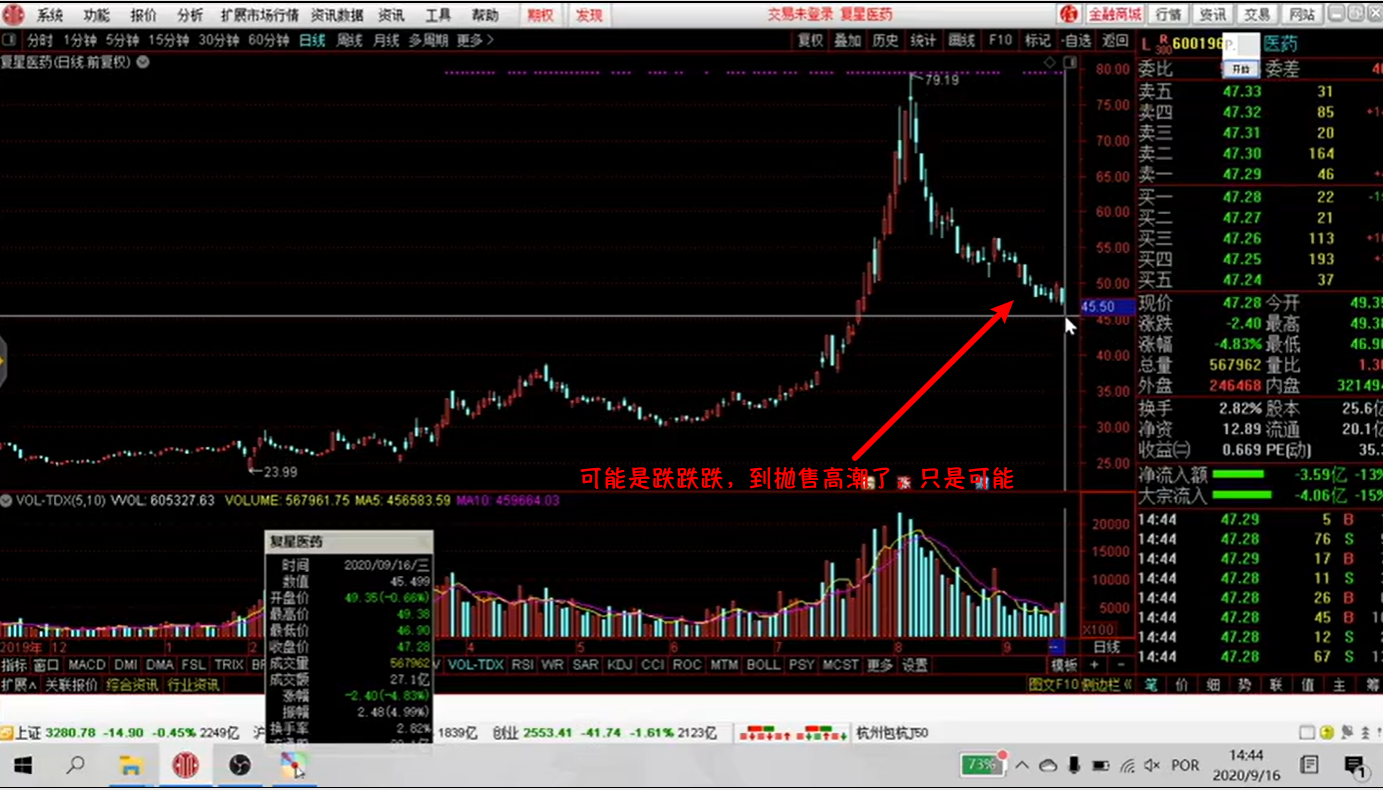 系统 功能 报价 分析 扩展市场行情 资讯数据 资讯 工具 帮助 期权 发现 交易未登录 复星医药 金融商城 行情 资讯 交易 网站
分时 1分钟 5分钟 15分钟 30分钟 60分钟 日线 周线 月线 多周期 更多> 复权 叠加 历史 统计 画线 F10 标记 -自选 返回
L R 300 600196 P. 医药
开始
复星医药(日线 前复权)
委比 委差
卖五 47.33 31
卖四 47.32 85
卖三 47.31 20
卖二 47.30 164
卖一 47.29 46
买一 47.28 22
买二 47.27 21
买三 47.26 113
买四 47.25 193
买五 47.24 37
现价 47.28 今开 49.35
涨跌 -2.40 最高 49.38
涨幅 -4.83% 最低 46.90
总量 567962 量比
外盘 246468 内盘 321494
换手 2.82% 股本 25.6亿
净资 12.89 流通 20.1亿
收益㈡ 0.669 PE[动] 35.
净流入额 -3.59亿 -13%
大宗流入 -4.06亿 -15%
14:44 47.29 5 B
14:44 47.28 76 S
14:44 47.29 17 B
14:44 47.28 11 S
14:44 47.28 26 B
14:44 47.28 45 B
14:44 47.28 12 S
14:44 47.28 67 S
笔 价 细 势 联 值 主 筹
79.19
80.00
75.00
70.00
65.00
60.00
55.00
50.00
45.50
45.00
40.00
35.00
30.00
25.00
23.99
可能是跌跌跌，到抛售高潮了。只是可能
VOL-TDX(5,10) VVOL: 605327.63 VOLUME: 567961.75 MA5: 456583.59 MA10: 459664.03
20000
15000
10000
5000
X100
复星医药
时间 2020/09/16/三
数值 45.499
开盘价 49.35(-0.66%)
最高价 49.38
最低价 46.90
收盘价 47.28
成交量 567962
成交额 27.1亿
涨幅 -2.40(-4.83%)
振幅 2.48(4.99%)
换手率 2.82%
2019年 12 1 2 4 5 6 7 8 9 日线
指标 窗口 MACD DMI DMA FSL TRIX VOL-TDX RSI WR SAR KDJ CCI ROC MTM BOLL PSY MCST 更多 设置 模板 + -
扩展∧ 关联报价 综合资讯 行业资讯 图文F10 侧边栏《
上证 3280.78 -14.90 -0.45% 2249亿 沪 1839亿 创业 2553.41 -41.74 -1.61% 2123亿 杭州包杭J50
73% POR 14:44
2020/9/16
1